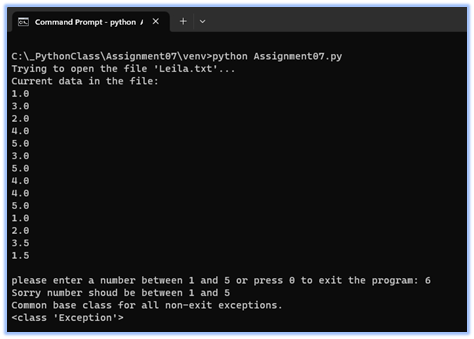 Command Prompt - python A
C:\_PythonClass\Assignment07\venv>python Assignment07.py
Trying to open the file 'Leila.txt'...
Current data in the file:
1.0
3.0
2.0
4.0
5.0
3.0
5.0
4.0
4.0
5.0
1.0
2.0
3.5
1.5
please enter a number between 1 and 5 or press 0 to exit the program: 6
Sorry number shoud be between 1 and 5
Common base class for all non-exit exceptions.
<class 'Exception'>